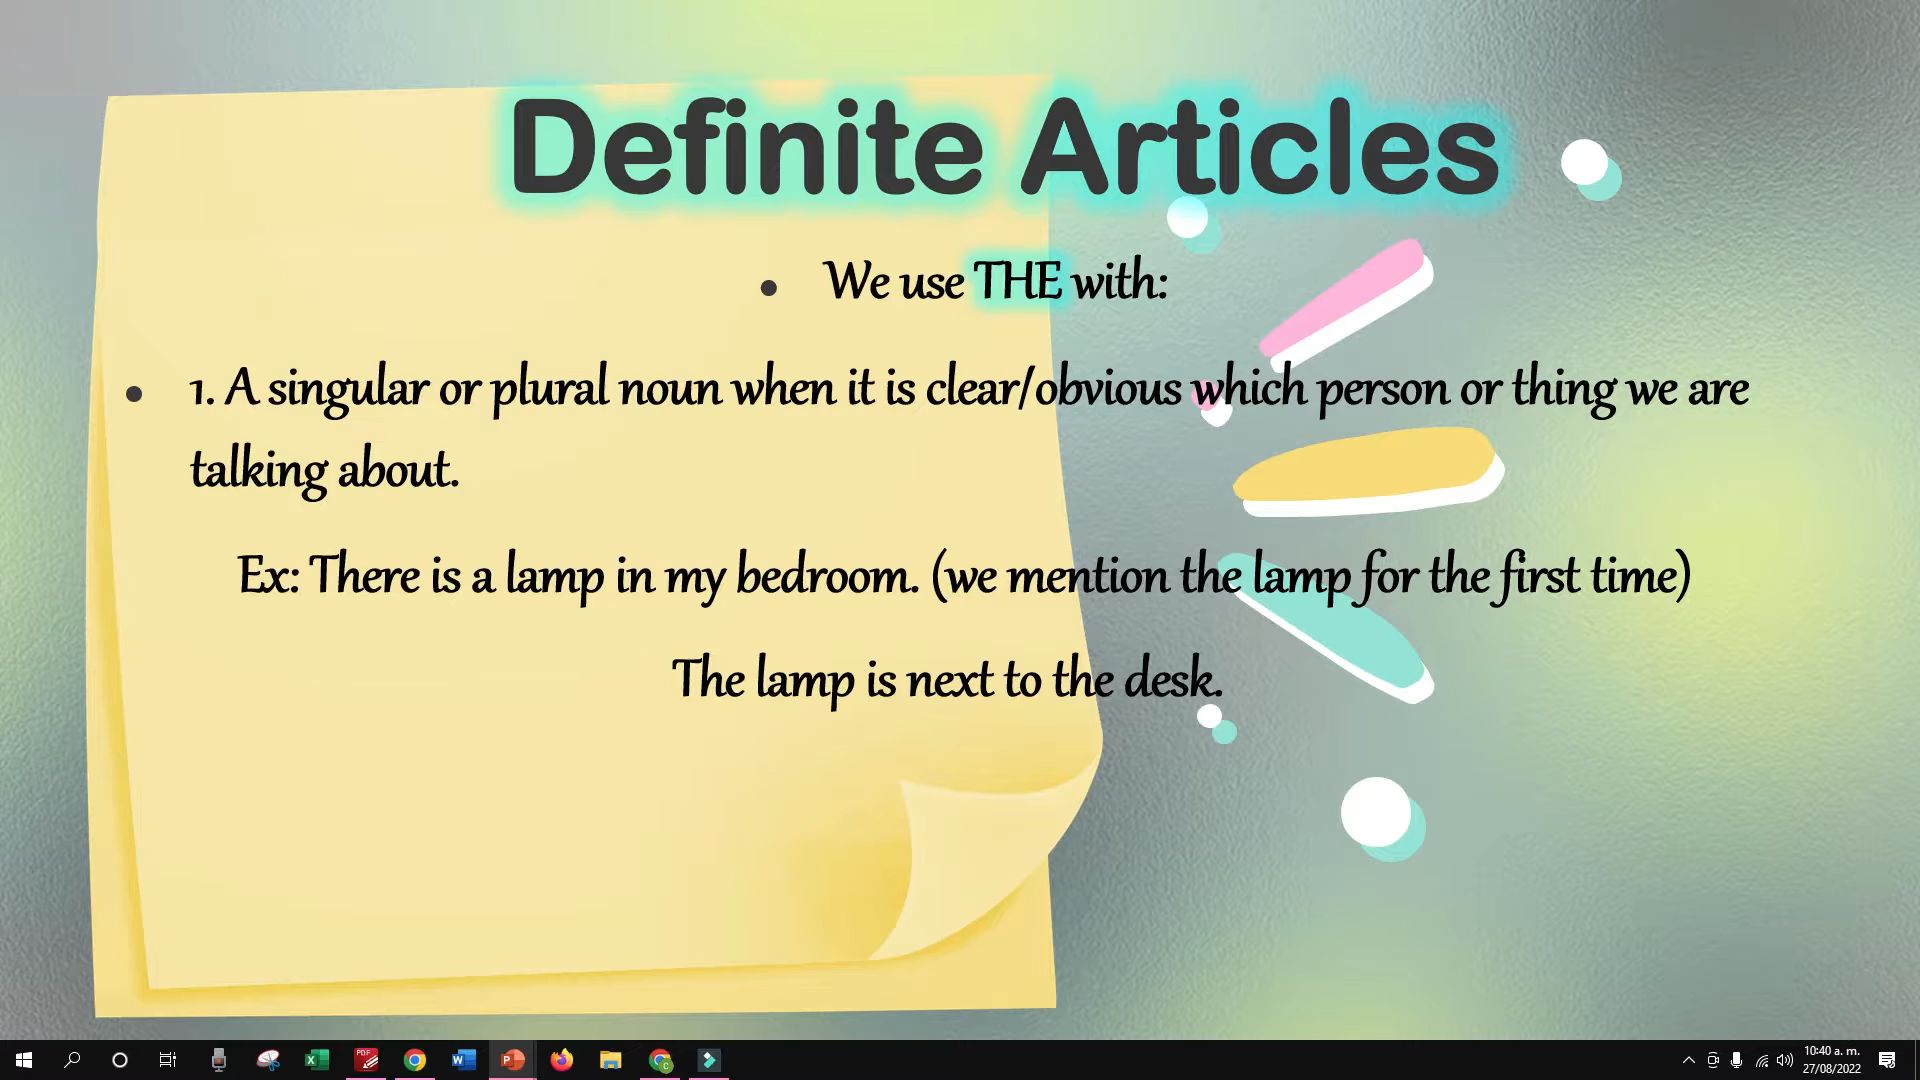 Definite Articles
We use THE with:
1. A singular or plural noun when it is clear/obvious which person or thing we are
talking about.
Ex: There is a lamp in my bedroom. (we mention the lamp for the first time)
The lamp is next to the desk.
10:40 a. m.
27/08/2022